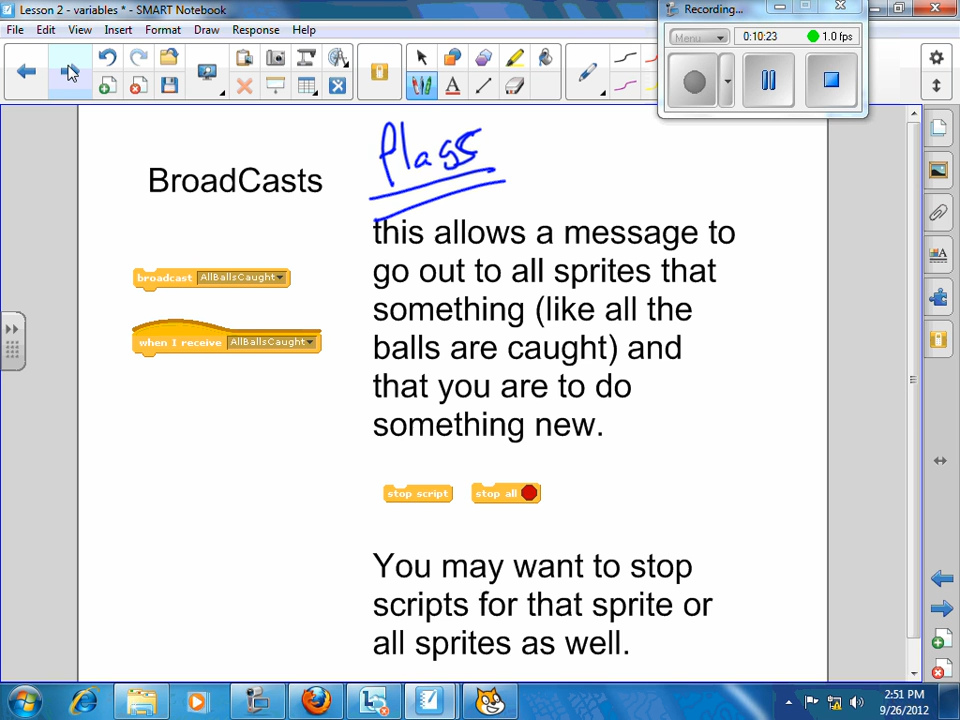 Lesson 2 - variables * - SMART Notebook
Recording...
File Edit View Insert Format Draw Response Help
Menu
0:10:23
1.0 fps
Flags
BroadCasts
this allows a message to
go out to all sprites that
something (like all the
balls are caught) and
that you are to do
something new.
broadcast AllBallsCaught
when I receive AllBallsCaught
stop script
stop all
You may want to stop
scripts for that sprite or
all sprites as well.
2:51 PM
9/26/2012